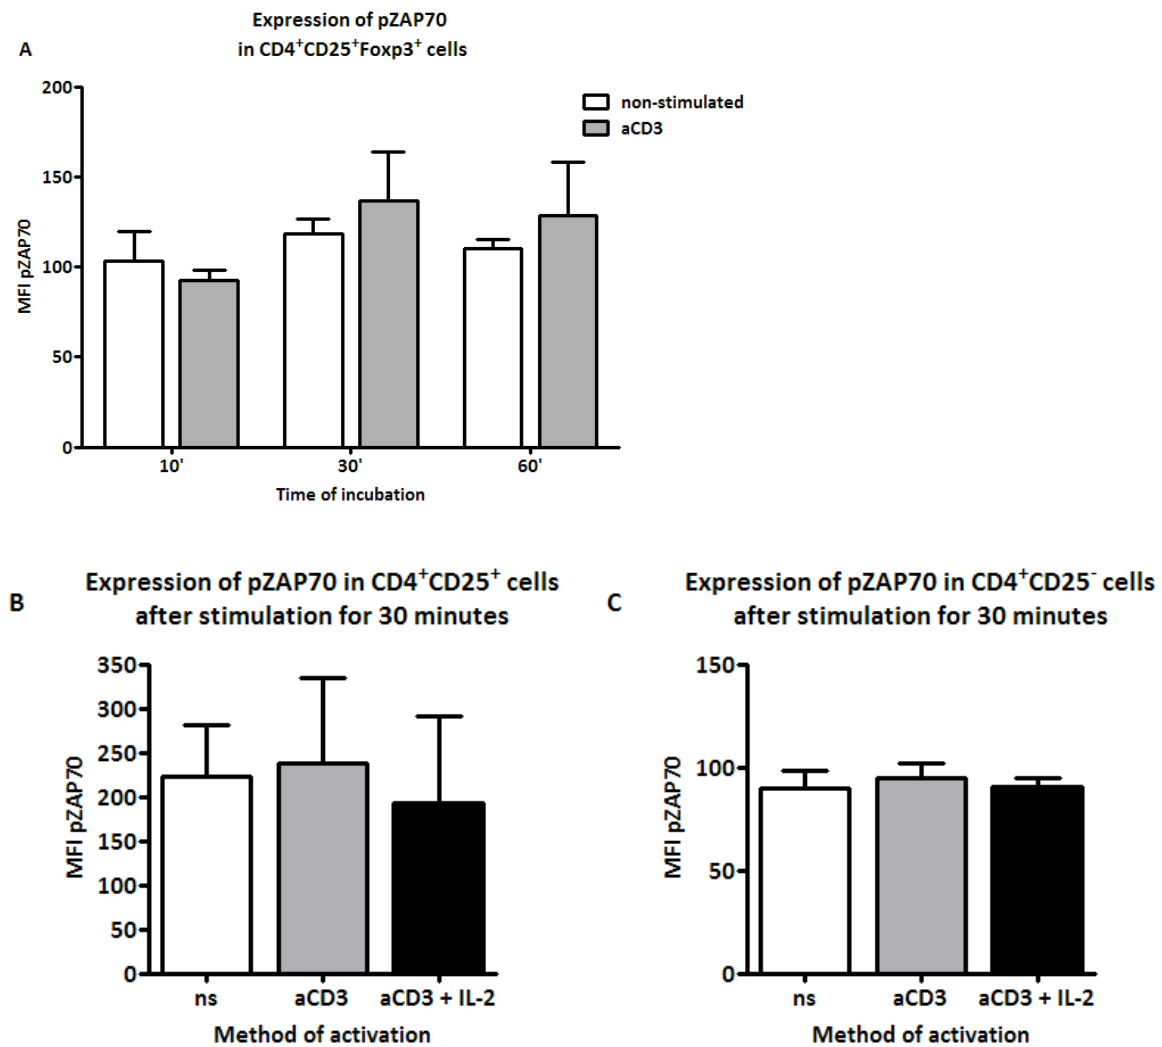 Expression of pZAP70
in CD4⁺CD25⁺Foxp3⁺ cells
A
200
150
100
50
0
MFI pZAP70
non-stimulated
aCD3
10' 30' 60'
Time of incubation
B
Expression of pZAP70 in CD4⁺CD25⁺ cells
after stimulation for 30 minutes
350
300
250
200
150
100
50
0
MFI pZAP70
ns aCD3 aCD3 + IL-2
Method of activation
C
Expression of pZAP70 in CD4⁺CD25⁻ cells
after stimulation for 30 minutes
150
100
50
0
MFI pZAP70
ns aCD3 aCD3 + IL-2
Method of activation